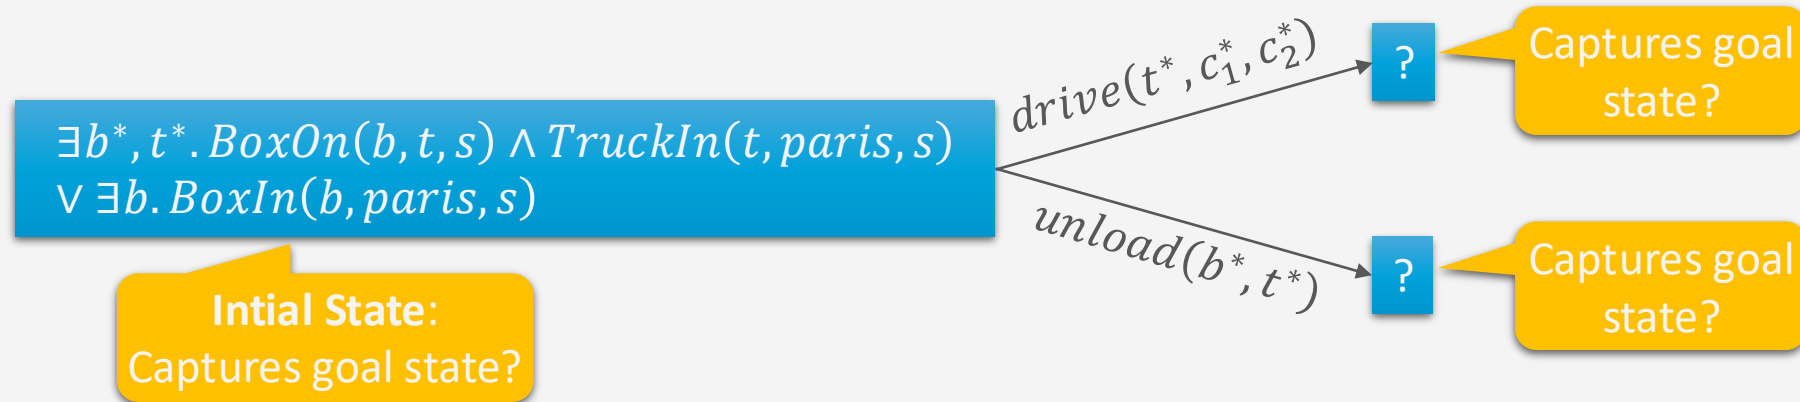 ∃b*, t*. BoxOn(b, t, s) ∧ TruckIn(t, paris, s)
∨ ∃b. BoxIn(b, paris, s)
Intial State:
Captures goal state?
drive(t*, c₁*, c₂*)
?
Captures goal
state?
unload(b*, t*)
?
Captures goal
state?